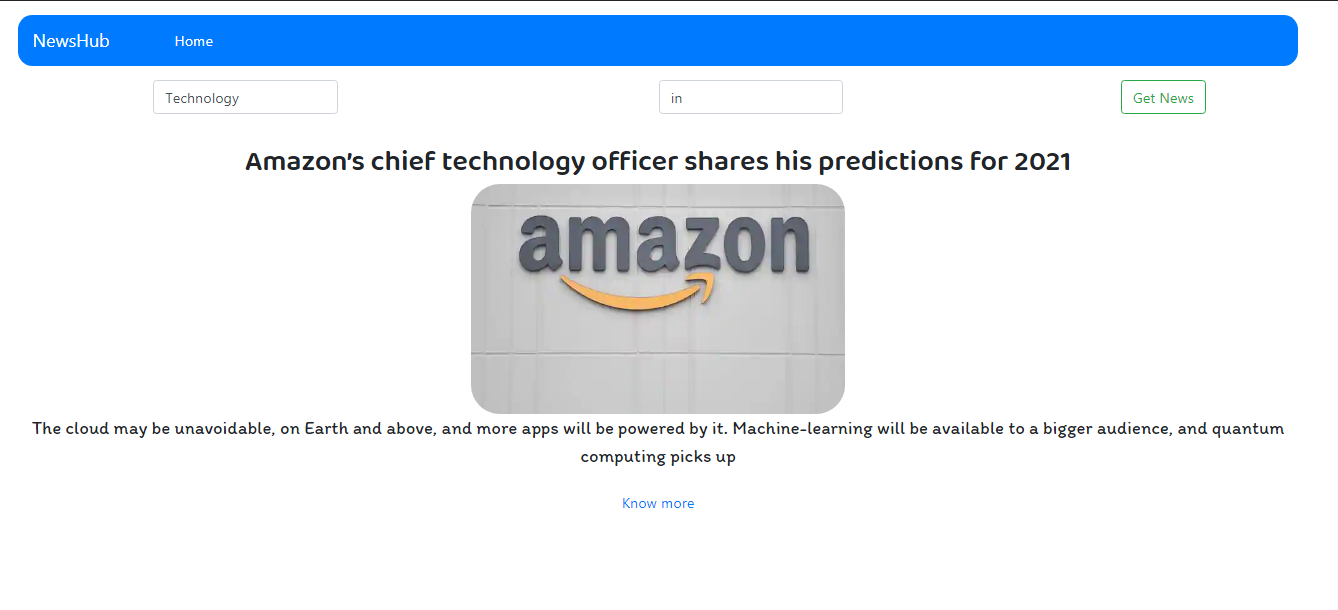 NewsHub Home
Technology in Get News
Amazon's chief technology officer shares his predictions for 2021
amazon
The cloud may be unavoidable, on Earth and above, and more apps will be powered by it. Machine-learning will be available to a bigger audience, and quantum
computing picks up
Know more